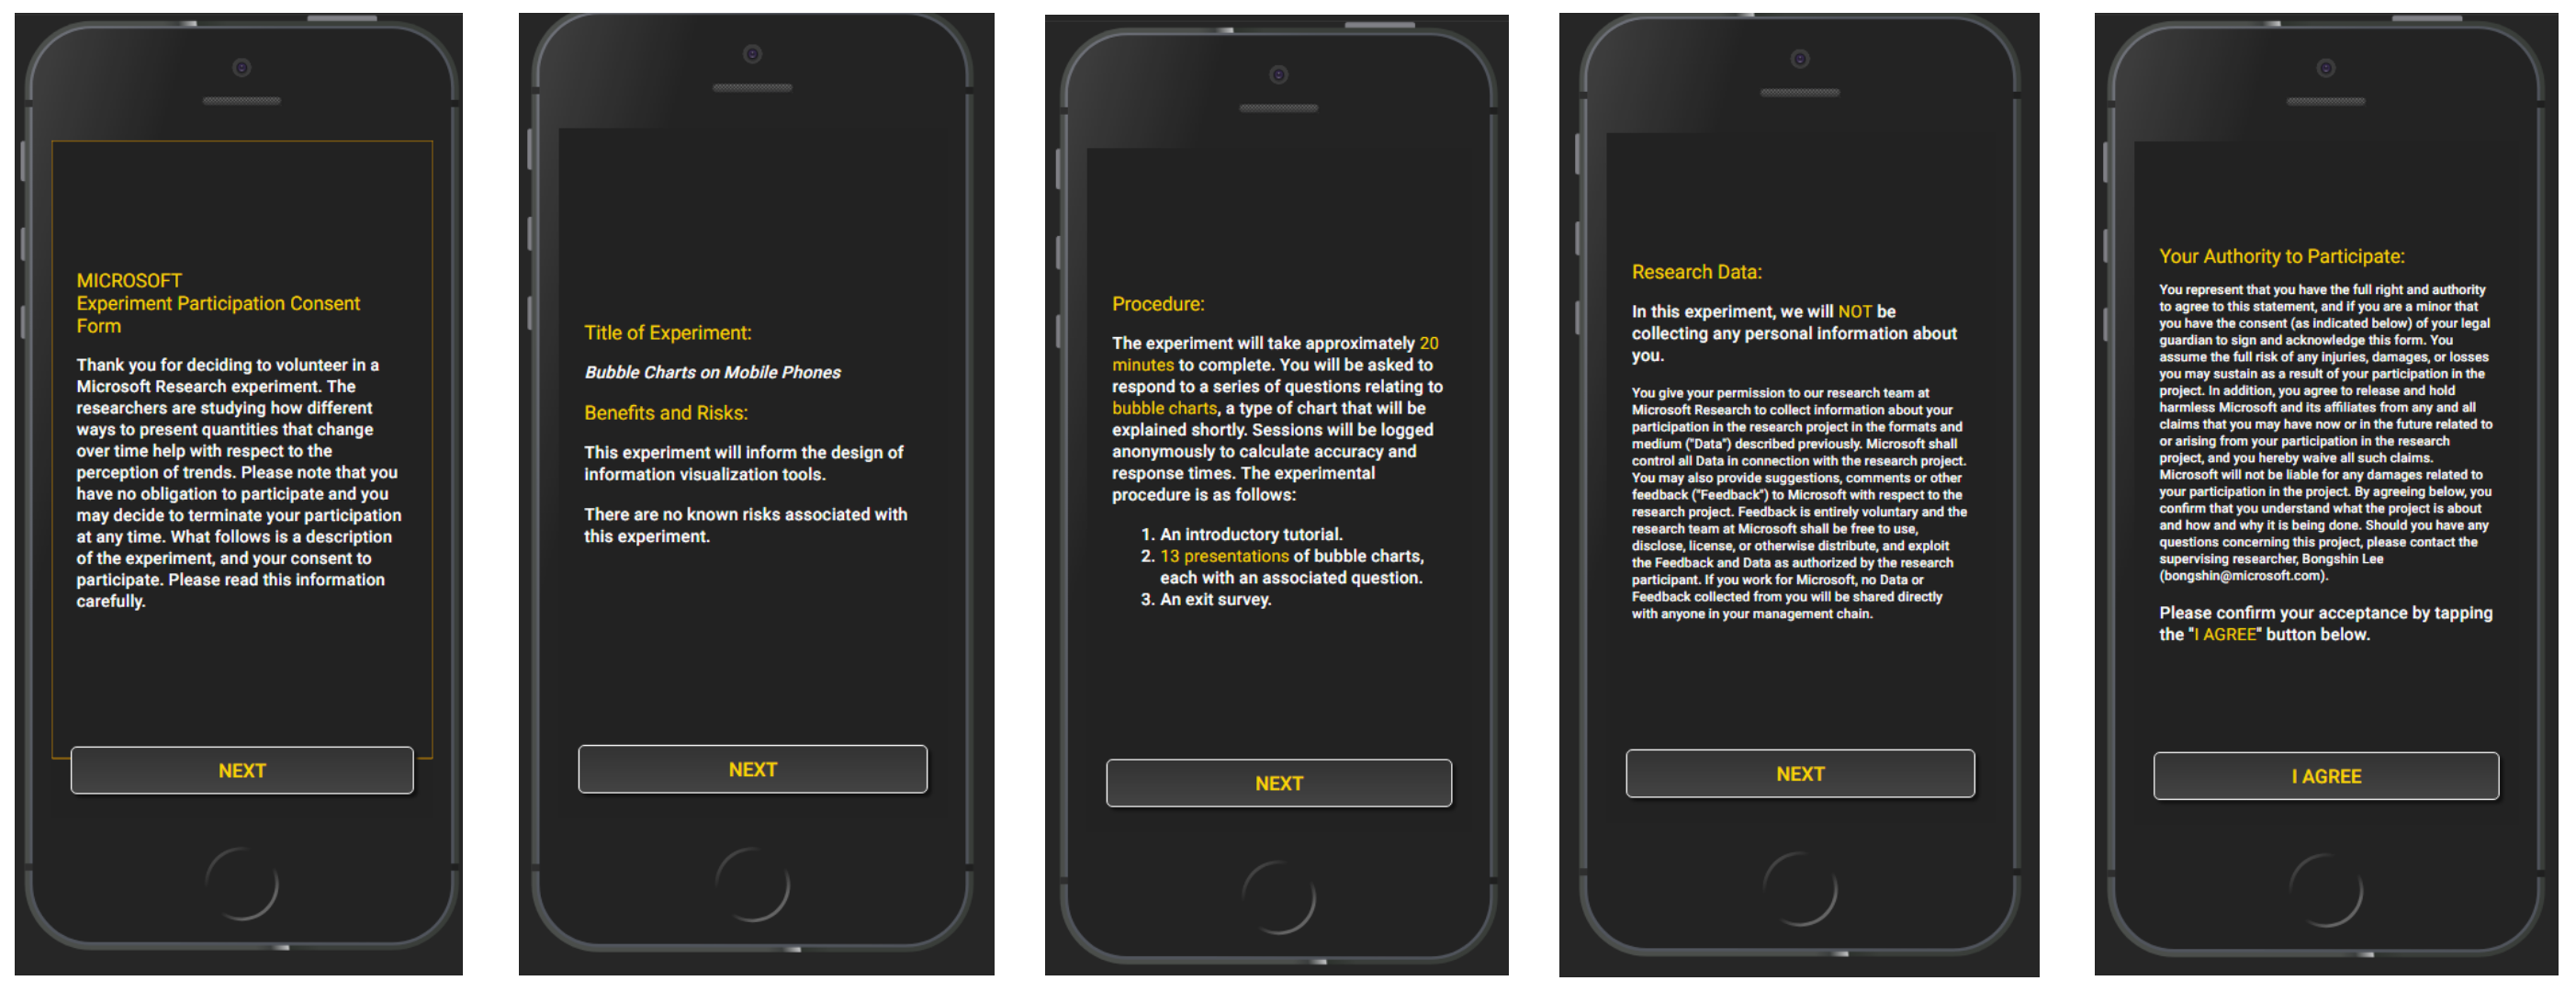 MICROSOFT
Experiment Participation Consent
Form
Thank you for deciding to volunteer in a
Microsoft Research experiment. The
researchers are studying how different
ways to present quantities that change
over time help with respect to the
perception of trends. Please note that you
have no obligation to participate and you
may decide to terminate your participation
at any time. What follows is a description
of the experiment, and your consent to
participate. Please read this information
carefully.
NEXT
Title of Experiment:
Bubble Charts on Mobile Phones
Benefits and Risks:
This experiment will inform the design of
information visualization tools.
There are no known risks associated with
this experiment.
NEXT
Procedure:
The experiment will take approximately 20
minutes to complete. You will be asked to
respond to a series of questions relating to
bubble charts, a type of chart that will be
explained shortly. Sessions will be logged
anonymously to calculate accuracy and
response times. The experimental
procedure is as follows:
1. An introductory tutorial.
2. 13 presentations of bubble charts,
each with an associated question.
3. An exit survey.
NEXT
Research Data:
In this experiment, we will NOT be
collecting any personal information about
you.
You give your permission to our research team at
Microsoft Research to collect information about your
participation in the research project in the formats and
medium ("Data") described previously. Microsoft shall
control all Data in connection with the research project.
You may also provide suggestions, comments or other
feedback ("Feedback") to Microsoft with respect to the
research project. Feedback is entirely voluntary and the
research team at Microsoft shall be free to use,
disclose, license, or otherwise distribute, and exploit
the Feedback and Data as authorized by the research
participant. If you work for Microsoft, no Data or
Feedback collected from you will be shared directly
with anyone in your management chain.
NEXT
Your Authority to Participate:
You represent that you have the full right and authority
to agree to this statement, and if you are a minor that
you have the consent (as indicated below) of your legal
guardian to sign and acknowledge this form. You
assume the full risk of any injuries, damages, or losses
you may sustain as a result of your participation in the
project. In addition, you agree to release and hold
harmless Microsoft and its affiliates from any and all
claims that you may have now or in the future related to
or arising from your participation in the research
project, and you hereby waive all such claims.
Microsoft will not be liable for any damages related to
your participation in the project. By agreeing below, you
confirm that you understand what the project is about
and how and why it is being done. Should you have any
questions concerning this project, please contact the
supervising researcher, Bongshin Lee
(bongshin@microsoft.com).
Please confirm your acceptance by tapping
the "I AGREE" button below.
I AGREE